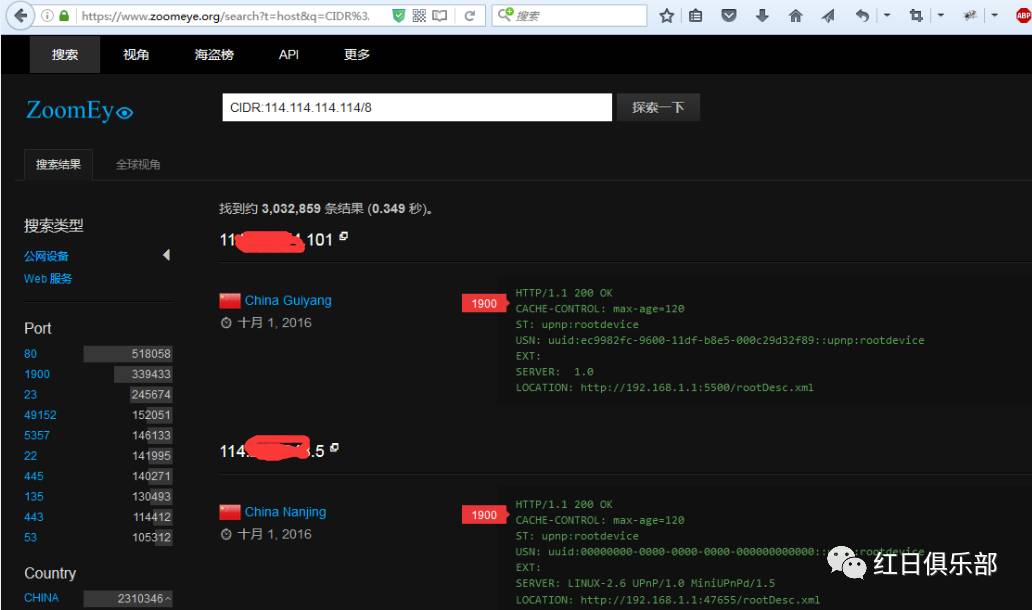 https://www.zoomeye.org/search?t=host&q=CIDR%3.
搜索
ABP
搜索 视角 海盗榜 API 更多
ZoomEye
CIDR:114.114.114.114/8
探索一下
搜索结果 全球视角
找到约 3,032,859 条结果 (0.349 秒)。
搜索类型
公网设备
Web 服务
Port
80 518058
1900 339433
23 245674
49152 152051
5357 146133
22 141995
445 140271
135 130493
443 114412
53 105312
Country
CHINA 2310346
11 .101
China Guiyang
十月 1, 2016
1900
HTTP/1.1 200 OK
CACHE-CONTROL: max-age=120
ST: upnp:rootdevice
USN: uuid:ec9982fc-9600-11df-b8e5-000c29d32f89::upnp:rootdevice
EXT:
SERVER: 1.0
LOCATION: http://192.168.1.1:5500/rootDesc.xml
114. .5
China Nanjing
十月 1, 2016
1900
HTTP/1.1 200 OK
CACHE-CONTROL: max-age=120
ST: upnp:rootdevice
USN: uuid:00000000-0000-0000-0000-000000000000:: :rootdevice
EXT:
SERVER: LINUX-2.6 UPnP/1.0 MiniUPnPd/1.5
LOCATION: http://192.168.1.1:47655/rootDesc.xml
红日俱乐部